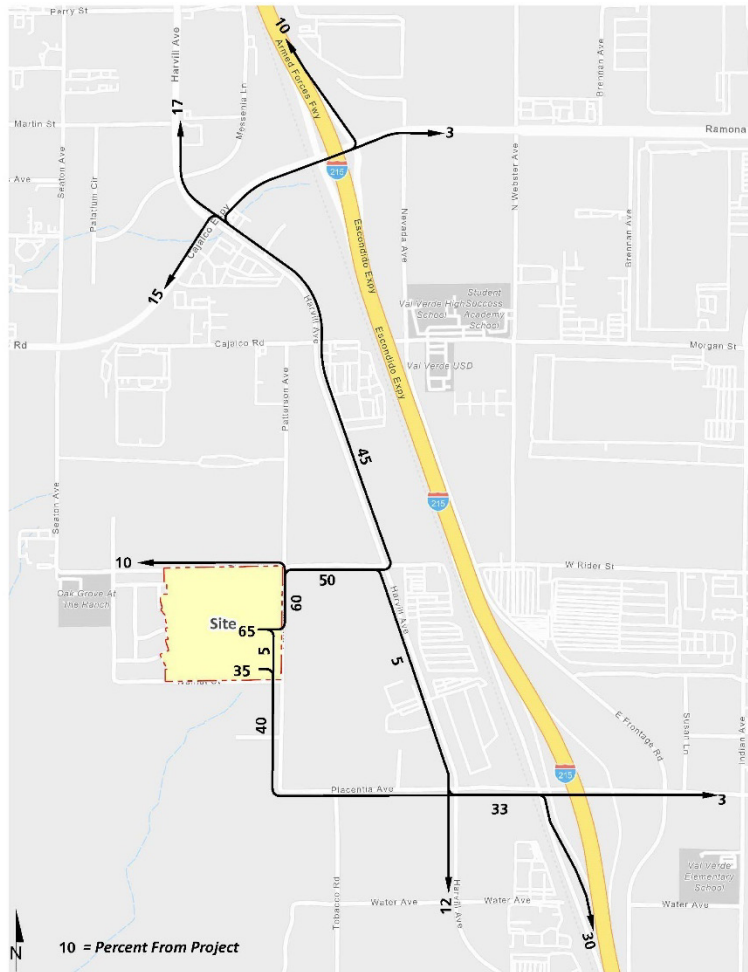 Perry St
10
Harvill Ave
Armed Forces Fwy
Messenia Ln
Brennan Ave
17
Martin St
3
Ramona
N Webster Ave
215
Seaton Ave
Ave
Palatum Cir
Nevada Ave
Cajalco Expy
Escondido Expy
Brennan Ave
15
Harvill Ave
Student
Val Verde High
Success
School
Academy
School
Rd
Cajalco Rd
Escondido Expy
Morgan St
Val Verde USD
Patterson Ave
45
Seaton Ave
215
10
W Rider St
50
Oak Grove At
The Ranch
60
Harvill Ave
Site
65
5
5
35
40
E Frontage Rd
Susan Ln
Indian Ave
215
Placentia Ave
33
3
Val Verde
Elementary
School
Tobacco Rd
Water Ave
Harvill Ave
Water Ave
12
30
N
10 = Percent From Project